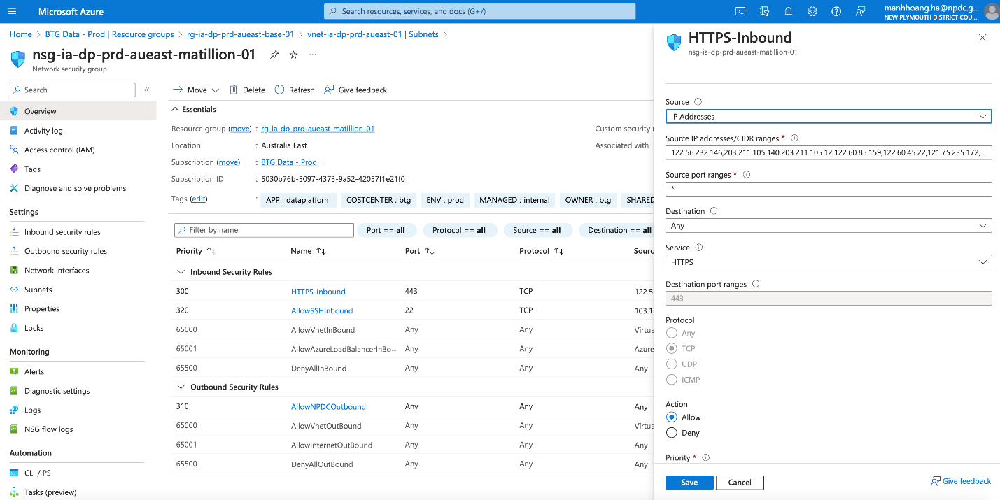 Microsoft Azure
Search resources, services, and docs (G+/)
manhhoang.ha@npdc.g...
NEW PLYMOUTH DISTRICT COU...
Home > BTG Data - Prod | Resource groups > rg-ia-dp-prd-aueast-base-01 > vnet-ia-dp-prd-aueast-01 | Subnets >
nsg-ia-dp-prd-aueast-matillion-01
Network security group
Search
Overview
Activity log
Access control (IAM)
Tags
Diagnose and solve problems
Settings
Inbound security rules
Outbound security rules
Network interfaces
Subnets
Properties
Locks
Monitoring
Alerts
Diagnostic settings
Logs
NSG flow logs
Automation
CLI / PS
Tasks (preview)
Move Delete Refresh Give feedback
Essentials
Resource group (move) : rg-ia-dp-prd-aueast-matillion-01
Location : Australia East
Subscription (move) : BTG Data - Prod
Subscription ID : 5030b76b-5097-4373-9a52-42057f1e21f0
Custom security r
Associated with
Tags (edit) : APP : dataplatform COSTCENTER : btg ENV : prod MANAGED : internal OWNER : btg SHARED
Filter by name Port == all Protocol == all Source == all Destination == all
Priority ↑↓ Name ↑↓ Port ↑↓ Protocol ↑↓ Sourc
Inbound Security Rules
300 HTTPS-Inbound 443 TCP 122.5
320 AllowSSHInbound 22 TCP 103.1
65000 AllowVnetInBound Any Any Virtua
65001 AllowAzureLoadBalancerInBo... Any Any Azure
65500 DenyAllInBound Any Any Any
Outbound Security Rules
310 AllowNPDCOutbound Any Any Any
65000 AllowVnetOutBound Any Any Virtua
65001 AllowInternetOutBound Any Any Any
65500 DenyAllOutBound Any Any Any
HTTPS-Inbound
nsg-ia-dp-prd-aueast-matillion-01
Source
IP Addresses
Source IP addresses/CIDR ranges *
122.56.232.146,203.211.105.140,203.211.105.12,122.60.85.159,122.60.45.22,121.75.235.172,...
Source port ranges *
*
Destination
Any
Service
HTTPS
Destination port ranges
443
Protocol
Any
TCP
UDP
ICMP
Action
Allow
Deny
Priority *
Save Cancel
Give feedback